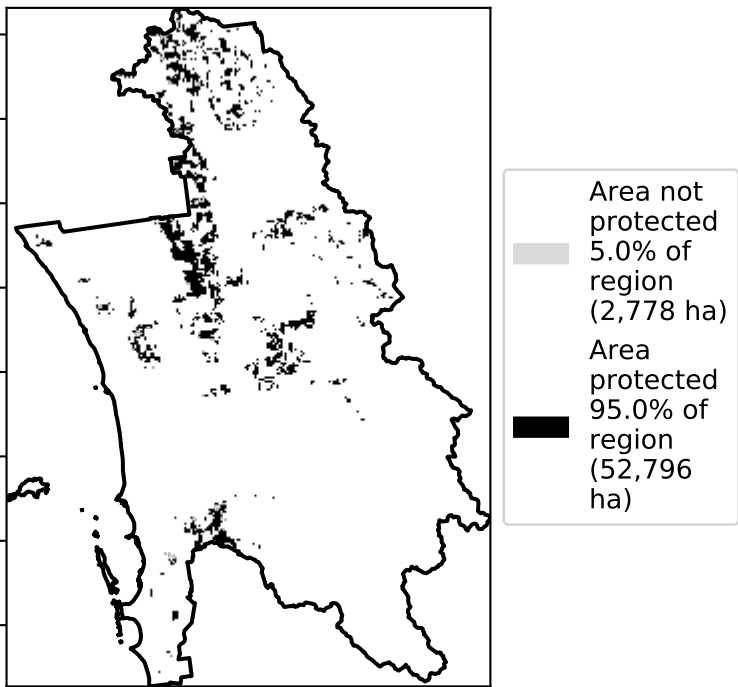 Area not
protected
5.0% of
region
(2,778 ha)
Area
protected
95.0% of
region
(52,796
ha)